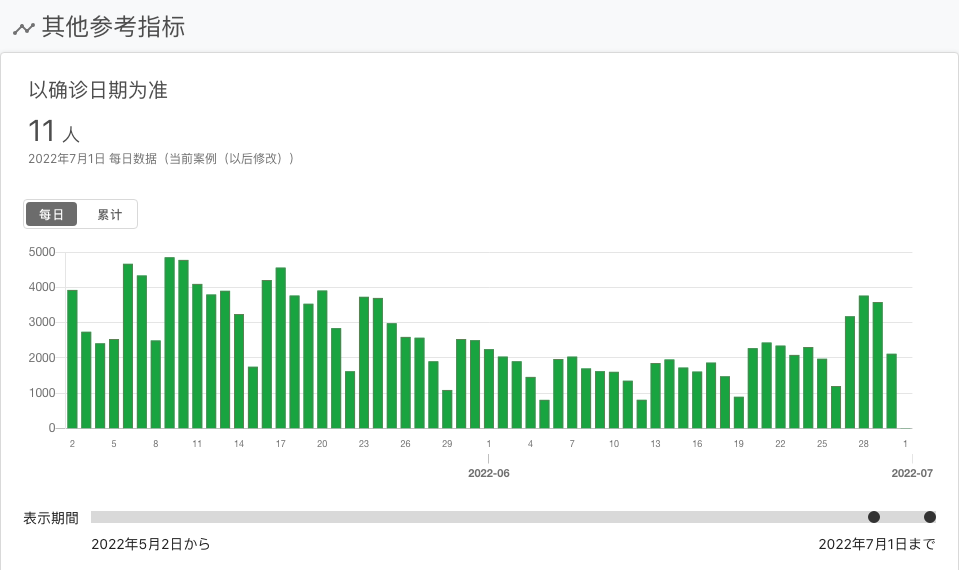 其他参考指标
以确诊日期为准
11 人
2022年7月1日 每日数据（当前案例（以后修改））
每日 累计
5000
4000
3000
2000
1000
0
2 5 8 11 14 17 20 23 26 29 1 4 7 10 13 16 19 22 25 28 1
2022-06 2022-07
表示期間
2022年5月2日から 2022年7月1日まで